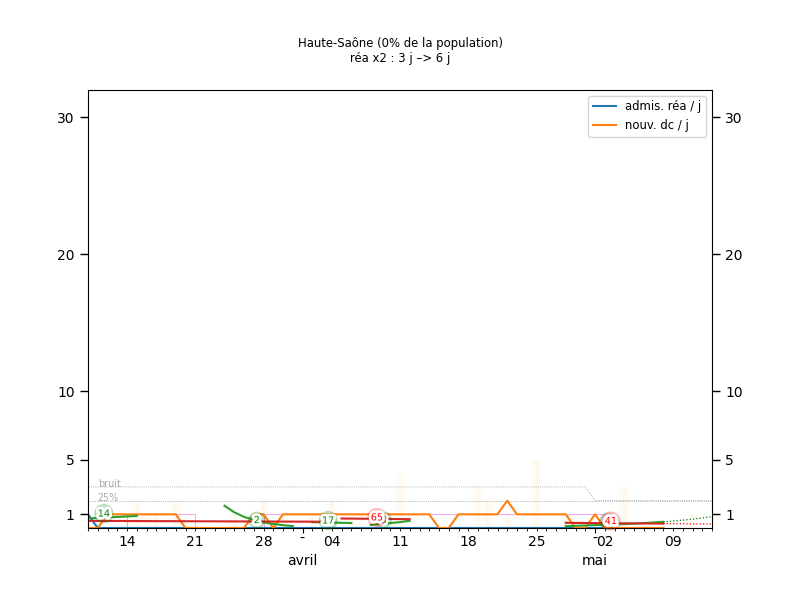 Haute-Saône (0% de la population)
réa x2 : 3 j –> 6 j
admis. réa / j
nouv. dc / j
30 30
20 20
10 10
5 5
bruit
25%
1 1
14 2 17 65 41
14 21 28 - 04 11 18 25 - 02 09
avril mai